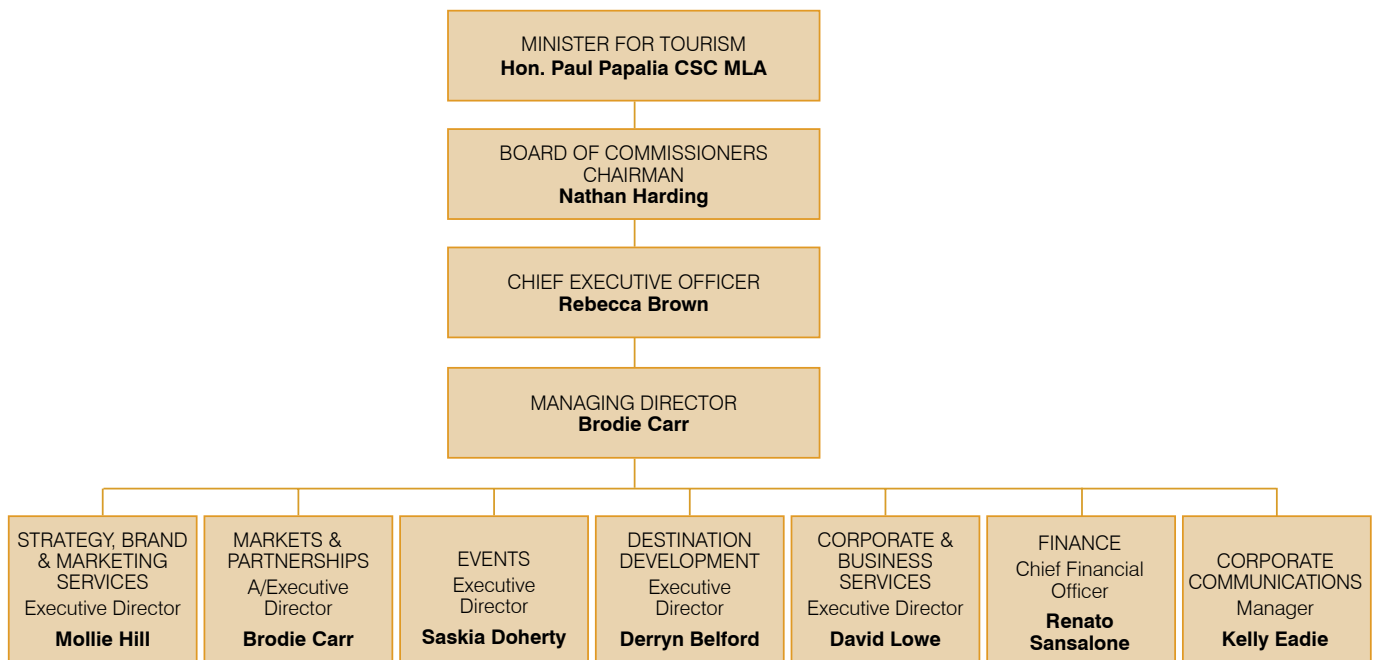 MINISTER FOR TOURISM
Hon. Paul Papalia CSC MLA
BOARD OF COMMISSIONERS
CHAIRMAN
Nathan Harding
CHIEF EXECUTIVE OFFICER
Rebecca Brown
MANAGING DIRECTOR
Brodie Carr
STRATEGY, BRAND
& MARKETING
SERVICES
Executive Director
Mollie Hill
MARKETS &
PARTNERSHIPS
A/Executive
Director
Brodie Carr
EVENTS
Executive
Director
Saskia Doherty
DESTINATION
DEVELOPMENT
Executive
Director
Derryn Belford
CORPORATE &
BUSINESS
SERVICES
Executive Director
David Lowe
FINANCE
Chief Financial
Officer
Renato
Sansalone
CORPORATE
COMMUNICATIONS
Manager
Kelly Eadie